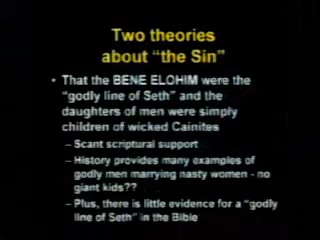 Two theories
about "the Sin"
• That the BENE ELOHIM were the
"godly line of Seth" and the
daughters of men were simply
children of wicked Cainites
– Scant scriptural support
– History provides many examples of
godly men marrying nasty women - no
giant kids??
– Plus, there is little evidence for a "godly
line of Seth" in the Bible